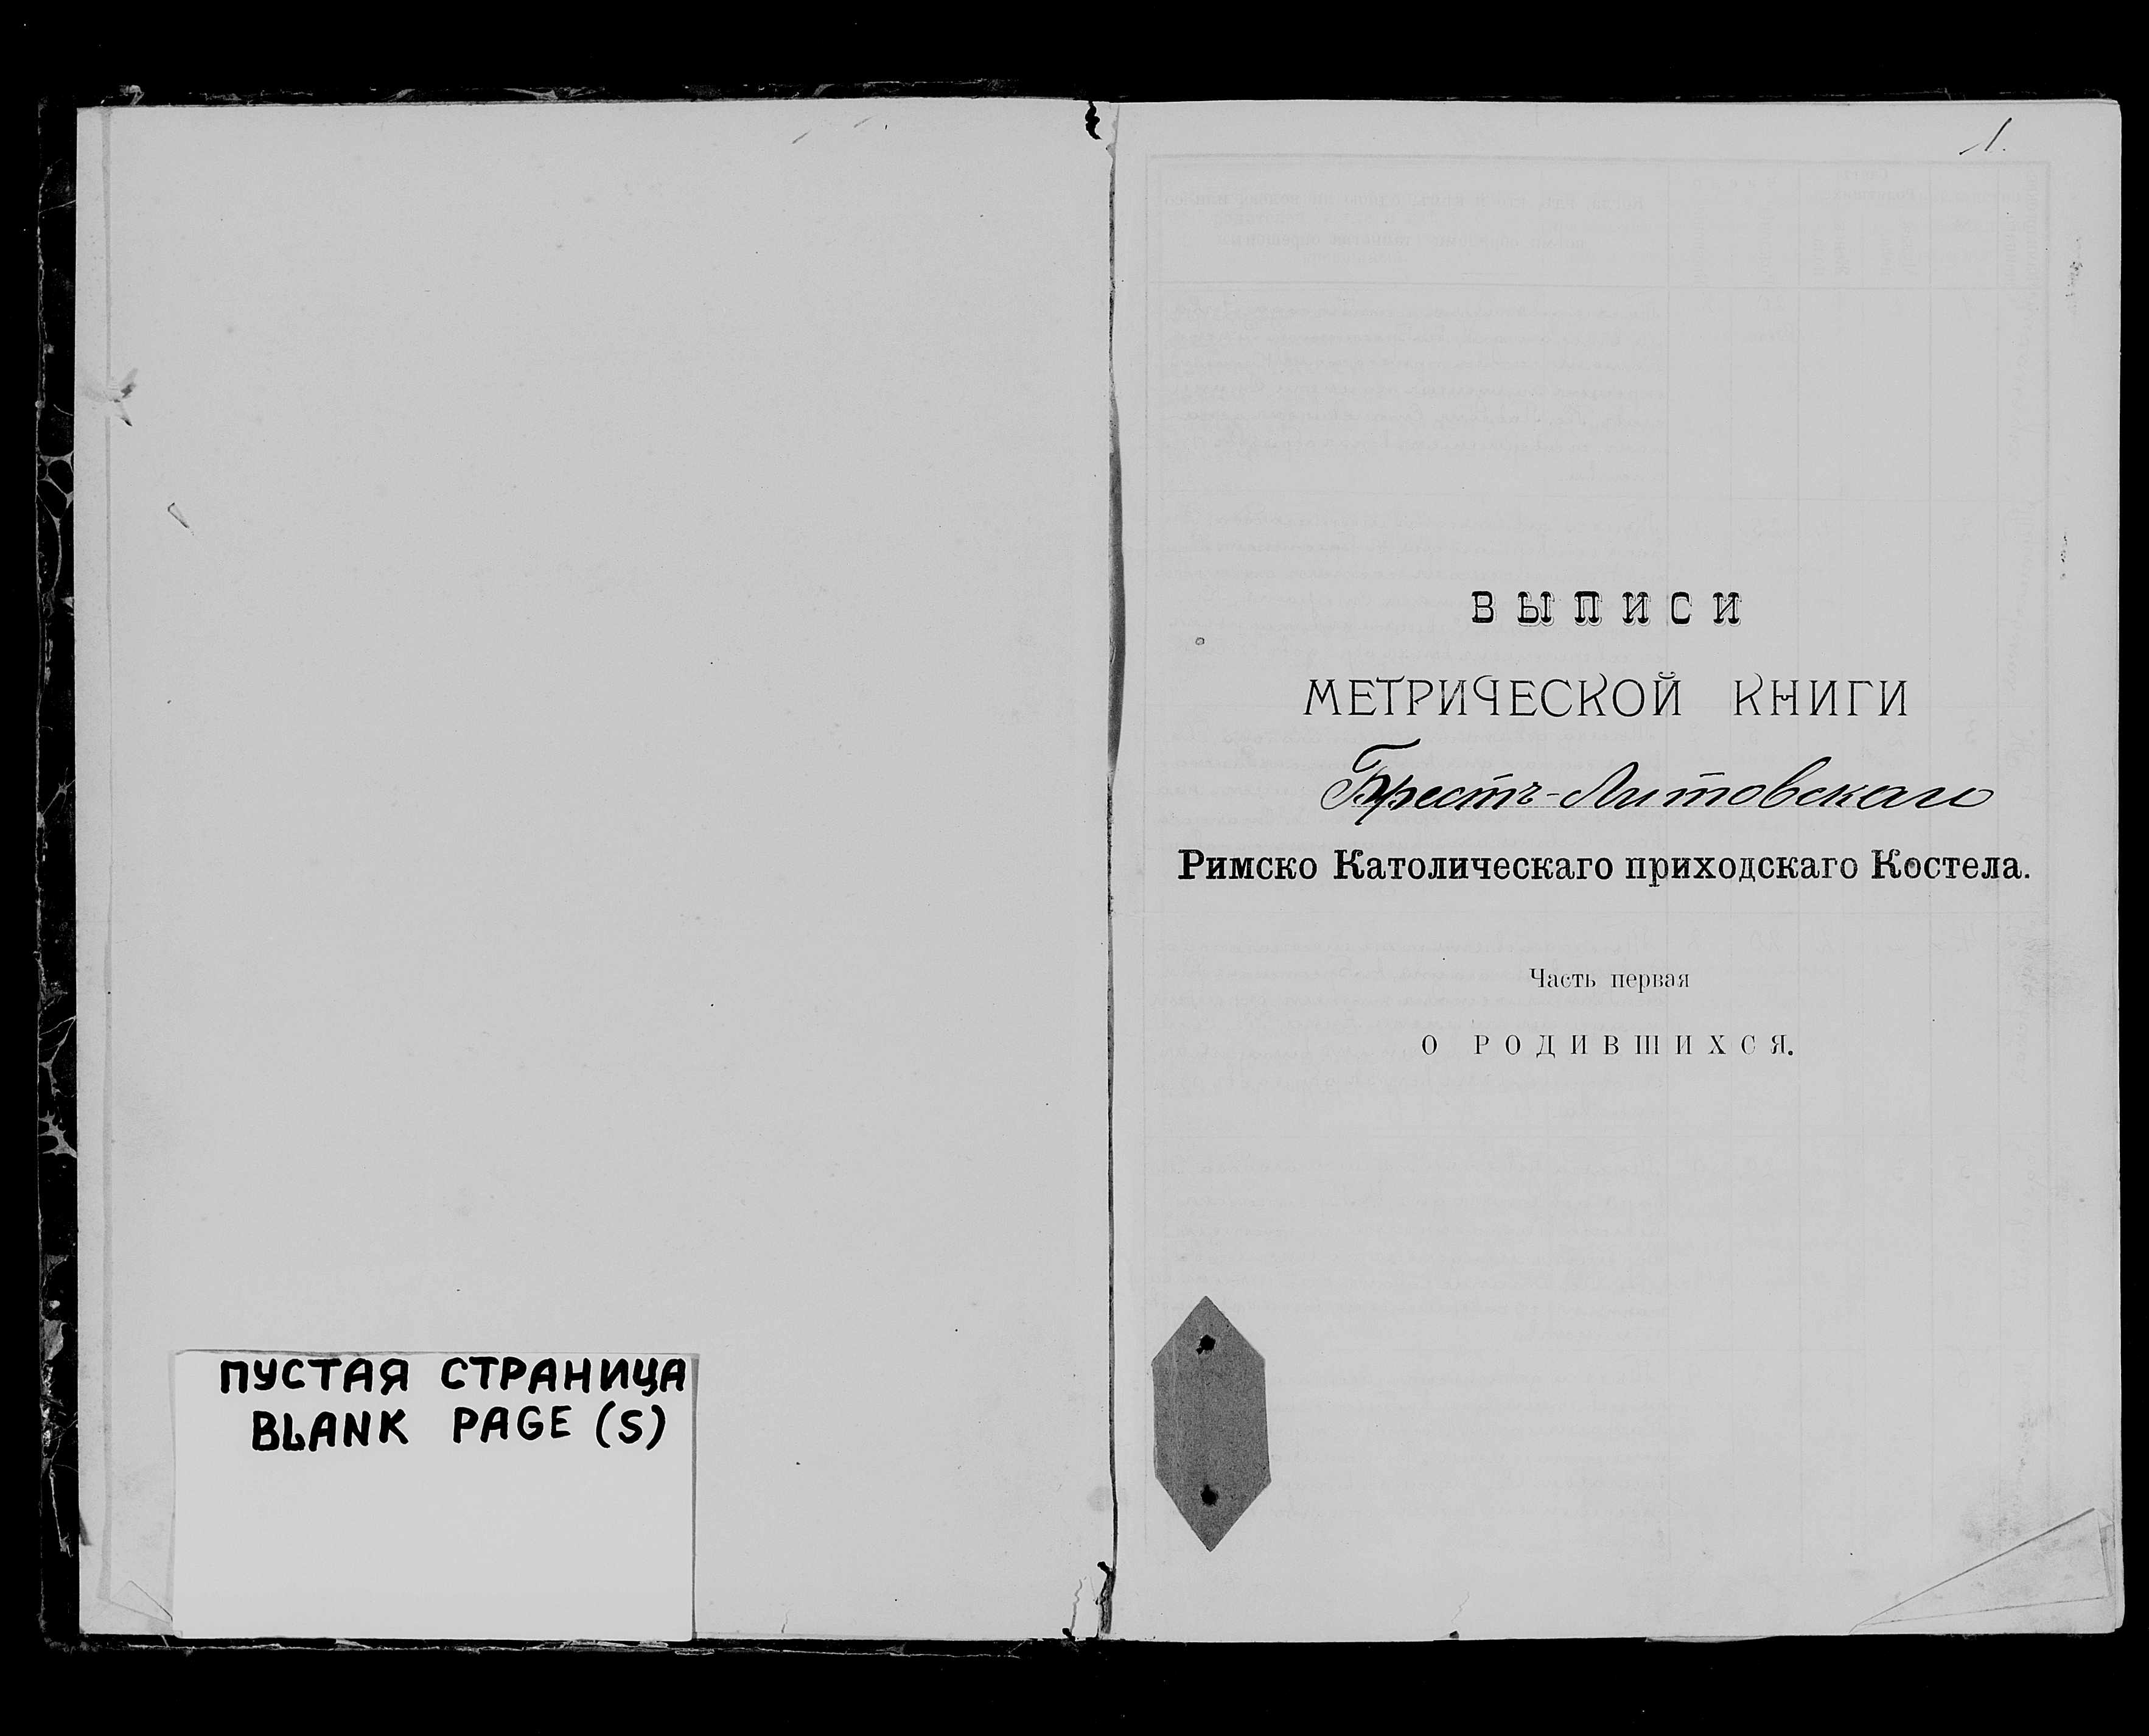 ПУСТАЯ СТРАНИЦА
BLANK PAGE (S)
1.
ВЫПИСИ
МЕТРИЧЕСКОЙ КНИГИ
Брестъ-Литовскаго
Римско Католическаго приходскаго Костела.
Часть первая
О РОДИВШИХСЯ.